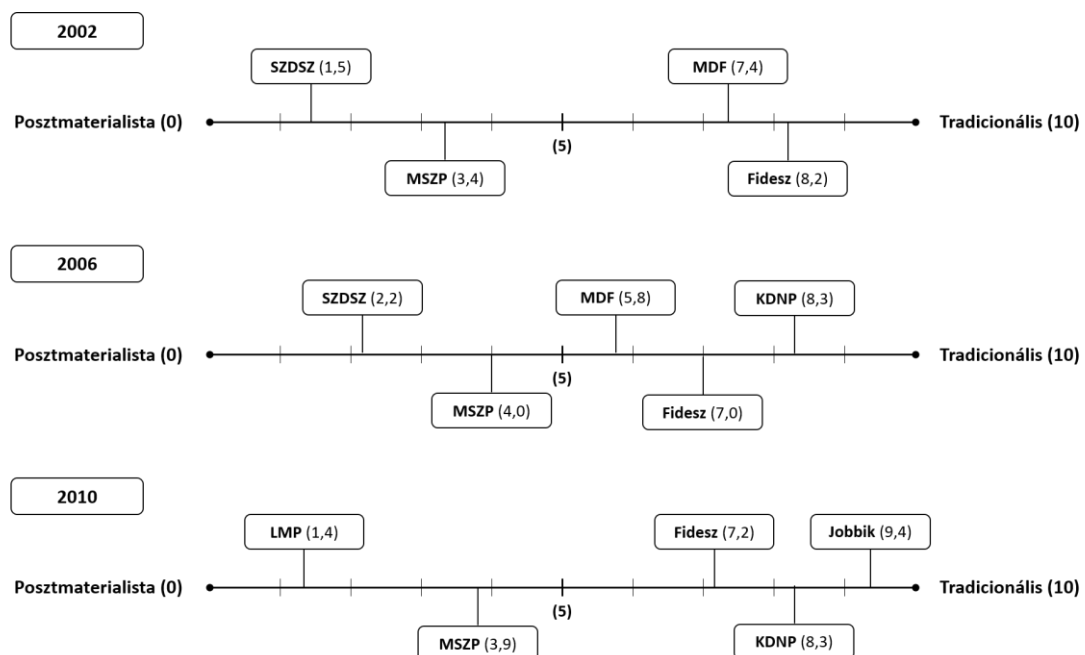 2002
SZDSZ (1,5)
MDF (7,4)
Posztmaterialista (0)
Tradicionális (10)
(5)
MSZP (3,4)
Fidesz (8,2)
2006
SZDSZ (2,2)
MDF (5,8)
KDNP (8,3)
Posztmaterialista (0)
Tradicionális (10)
(5)
MSZP (4,0)
Fidesz (7,0)
2010
LMP (1,4)
Fidesz (7,2)
Jobbik (9,4)
Posztmaterialista (0)
Tradicionális (10)
(5)
MSZP (3,9)
KDNP (8,3)